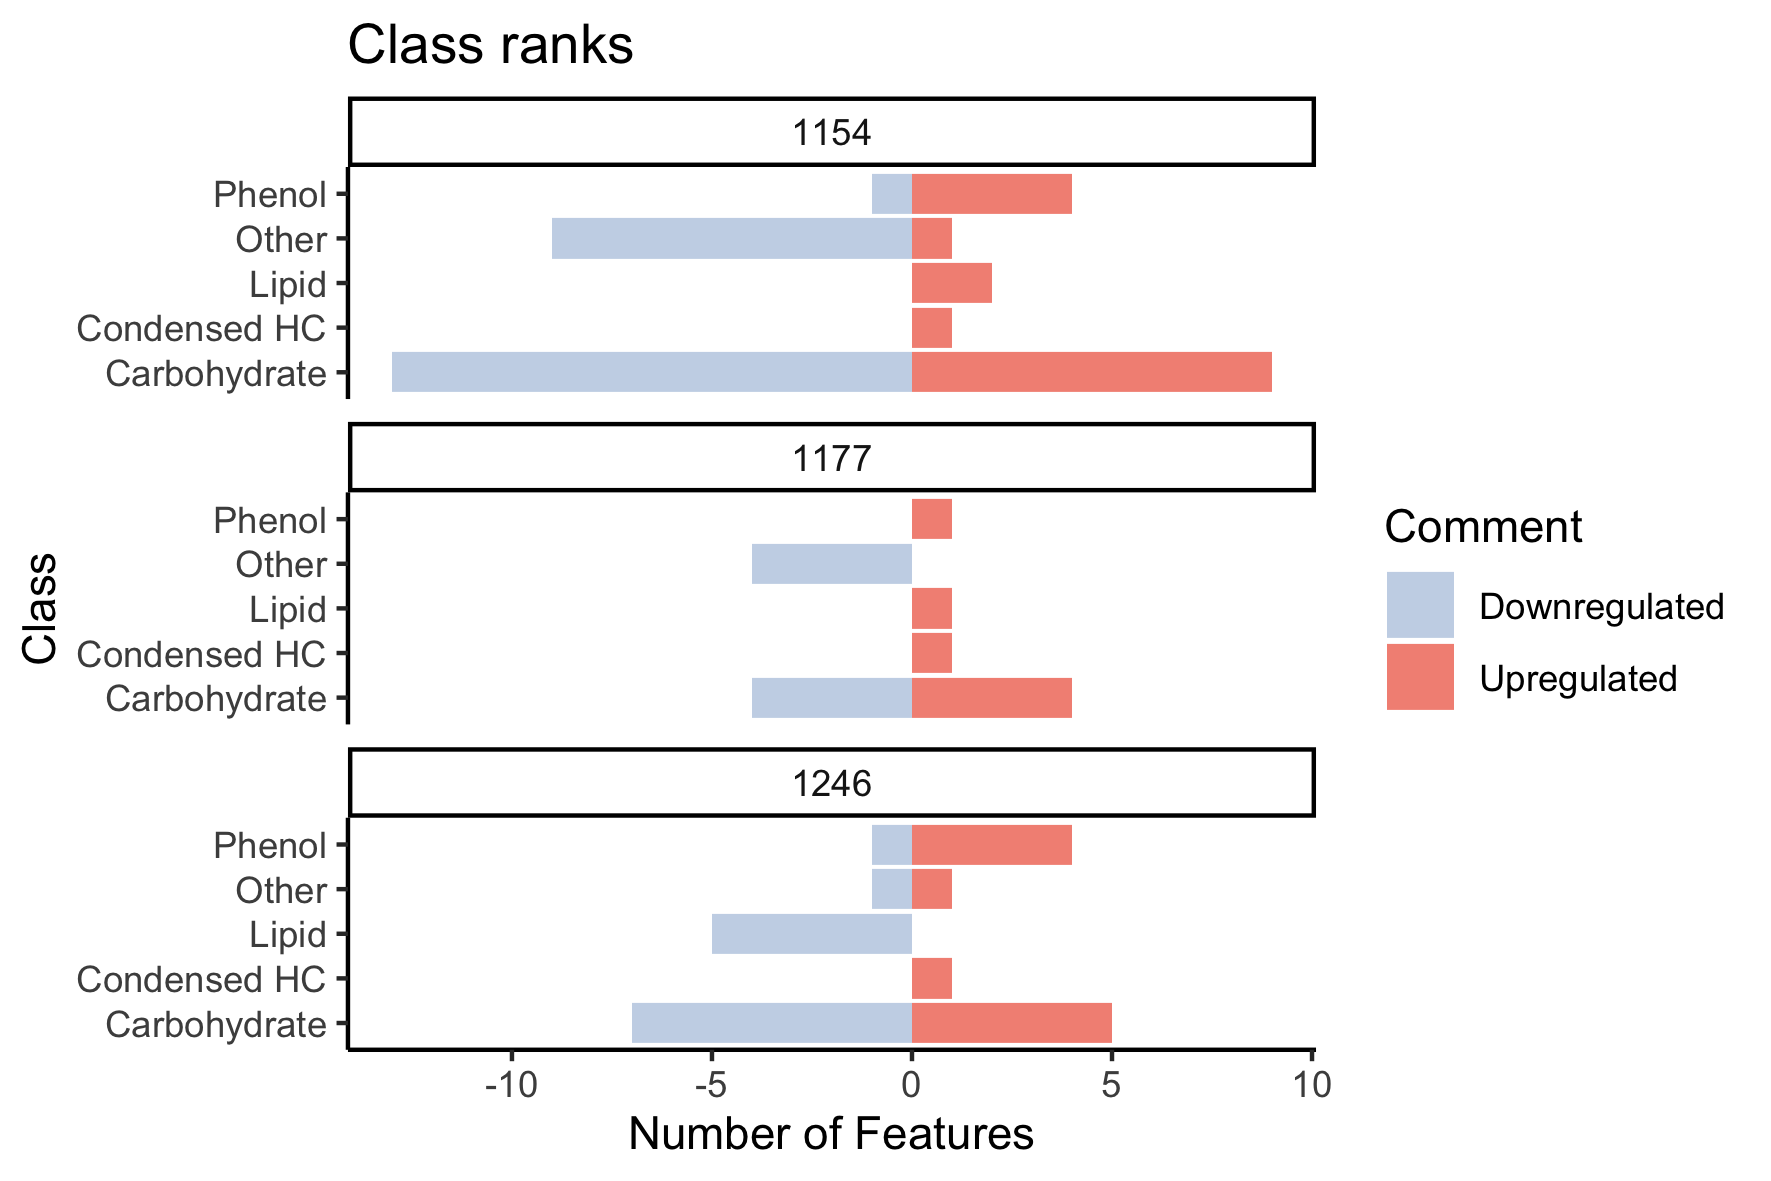 Class ranks
1154
Phenol
Other
Lipid
Condensed HC
Carbohydrate
1177
Phenol
Other
Lipid
Condensed HC
Carbohydrate
1246
Phenol
Other
Lipid
Condensed HC
Carbohydrate
-10 -5 0 5 10
Number of Features
Class
Comment
Downregulated
Upregulated